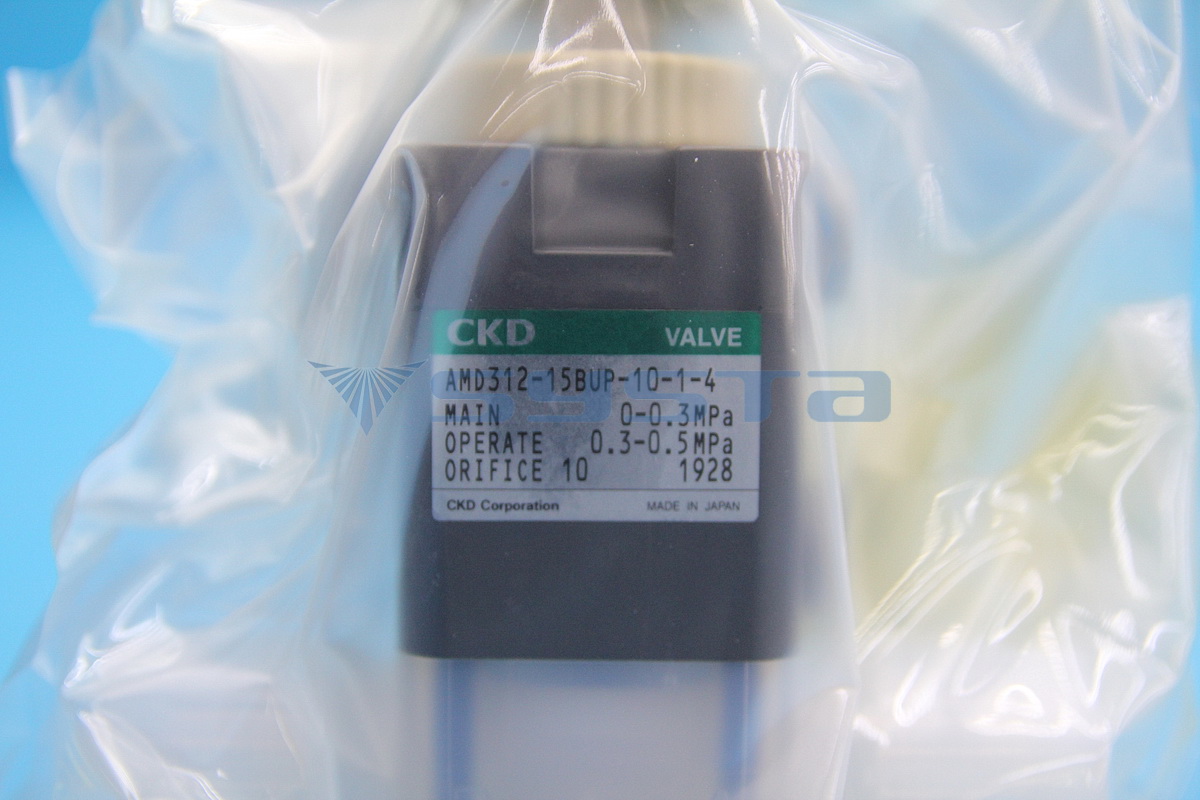 CKD VALVE
AMD312-15BUP-10-1-4
MAIN 0-0.3MPa
OPERATE 0.3-0.5MPa
ORIFICE 10 1928
CKD Corporation MADE IN JAPAN